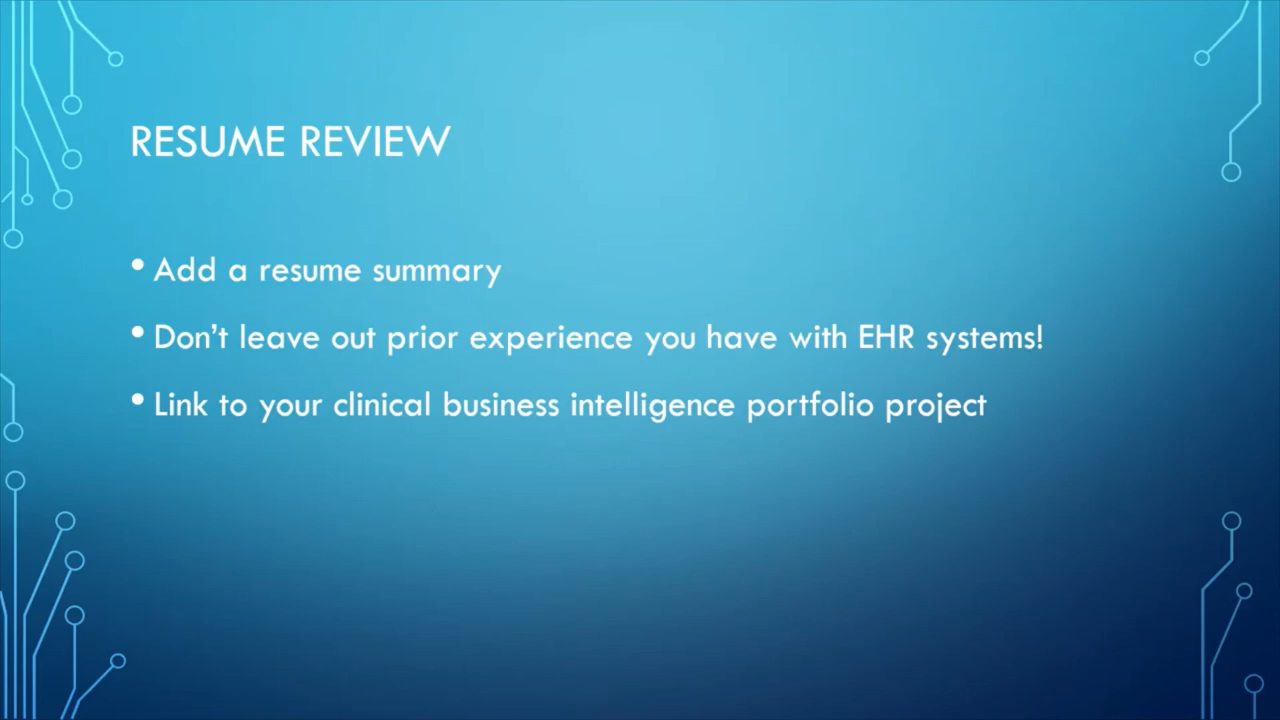 RESUME REVIEW
• Add a resume summary
• Don’t leave out prior experience you have with EHR systems!
• Link to your clinical business intelligence portfolio project